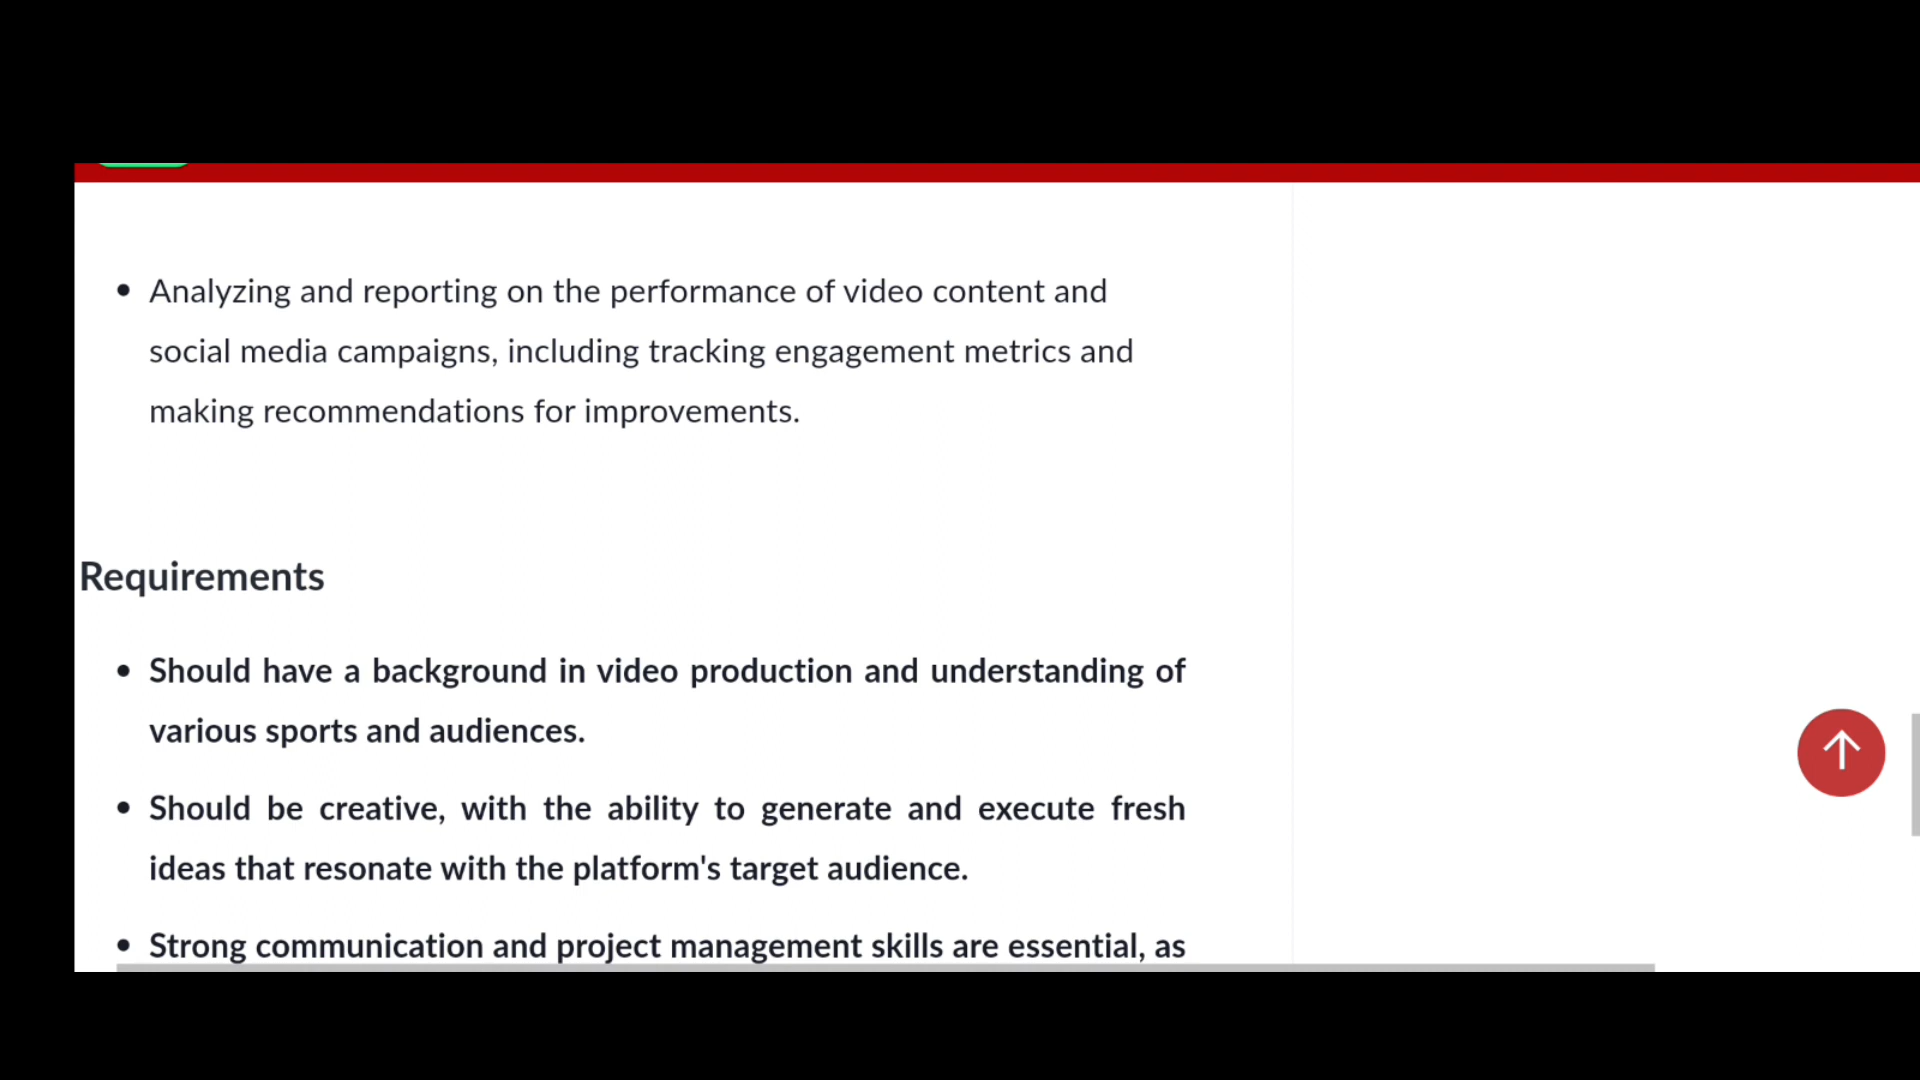 Analyzing and reporting on the performance of video content and
social media campaigns, including tracking engagement metrics and
making recommendations for improvements.
Requirements
Should have a background in video production and understanding of
various sports and audiences.
Should be creative, with the ability to generate and execute fresh
ideas that resonate with the platform's target audience.
Strong communication and project management skills are essential, as